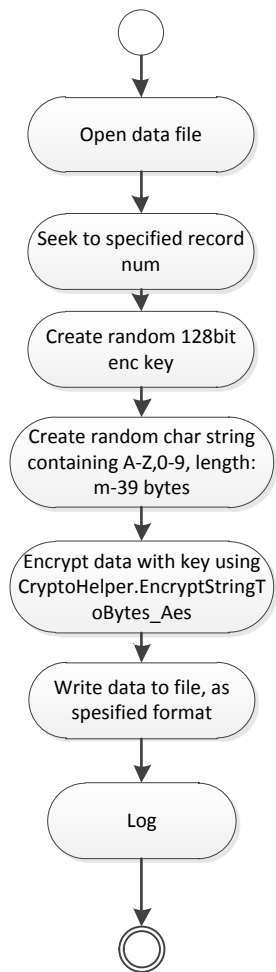 Open data file
Seek to specified record
num
Create random 128bit
enc key
Create random char string
containing A-Z,0-9, length:
m-39 bytes
Encrypt data with key using
CryptoHelper.EncryptStringT
oBytes_Aes
Write data to file, as
spesified format
Log